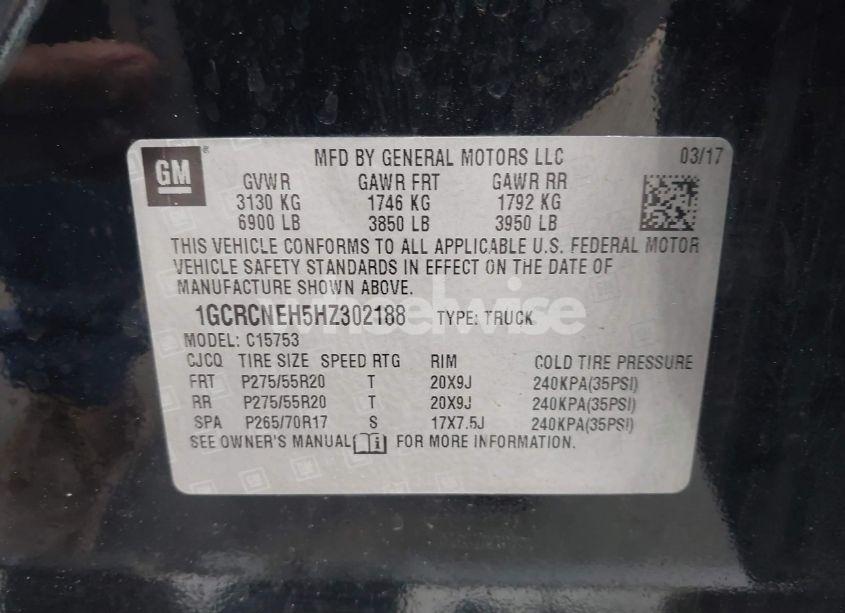 GM ® MFD BY GENERAL MOTORS LLC 03/17
GVWR GAWR FRT GAWR RR
3130 KG 1746 KG 1792 KG
6900 LB 3850 LB 3950 LB
THIS VEHICLE CONFORMS TO ALL APPLICABLE U.S. FEDERAL MOTOR
VEHICLE SAFETY STANDARDS IN EFFECT ON THE DATE OF
MANUFACTURE SHOWN ABOVE.
wheelwise
1GCRCNEH5HZ302188 TYPE: TRUCK
MODEL: C15753
CJCQ TIRE SIZE SPEED RTG RIM COLD TIRE PRESSURE
FRT P275/55R20 T 20X9J 240KPA(35PSI)
RR P275/55R20 T 20X9J 240KPA(35PSI)
SPA P265/70R17 S 17X7.5J 240KPA(35PSI)
SEE OWNER'S MANUAL i FOR MORE INFORMATION.